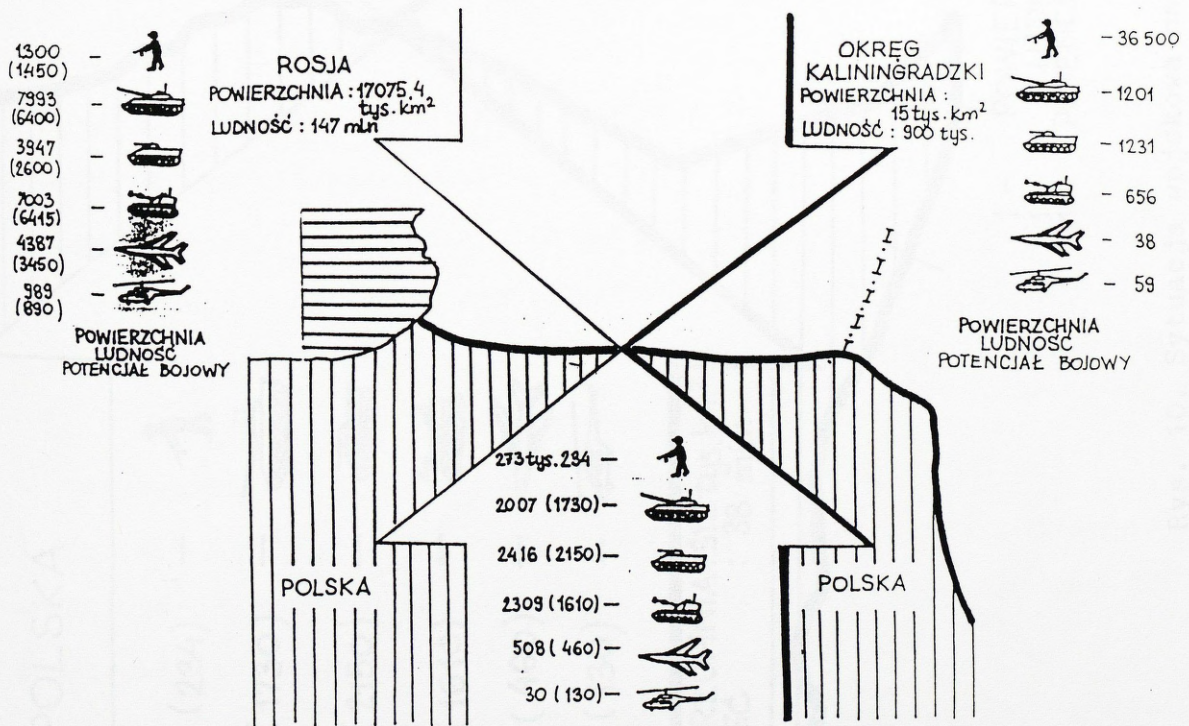 1300 –
(1450)
7993 –
(6400)
3947 –
(2600)
7003 –
(6415)
4387 –
(3450)
989 –
(890)
POWIERZCHNIA
LUDNOŚĆ
POTENCJAŁ BOJOWY
ROSJA
POWIERZCHNIA : 17075,4
tys. km²
LUDNOŚĆ : 147 mln
OKRĘG
KALININGRADZKI
POWIERZCHNIA :
15 tys. km²
LUDNOŚĆ : 900 tys.
– 36 500
– 1201
– 1231
– 656
– 38
– 59
POWIERZCHNIA
LUDNOŚĆ
POTENCJAŁ BOJOWY
273 tys. 234 –
2007 (1730) –
2416 (2150) –
2309 (1610) –
508 (460) –
30 (130) –
POLSKA
POLSKA